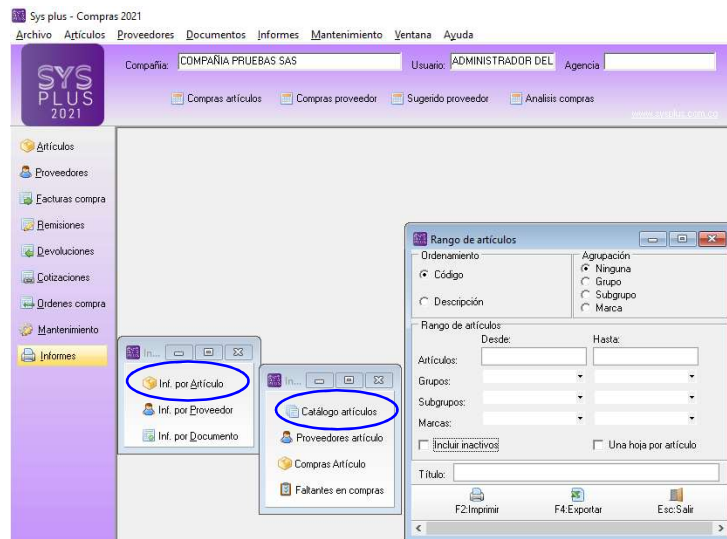 Sys plus - Compras 2021
Archivo Artículos Proveedores Documentos Informes Mantenimiento Ventana Ayuda
SYS
PLUS
2021
Compañia: COMPAÑIA PRUEBAS SAS Usuario: ADMINISTRADOR DEL Agencia
Compras artículos Compras proveedor Sugerido proveedor Analisis compras
www.sysplus.com.co
Artículos
Proveedores
Facturas compra
Remisiones
Devoluciones
Cotizaciones
Ordenes compra
Mantenimiento
Informes
In...
Inf. por Artículo
Inf. por Proveedor
Inf. por Documento
In...
Catálogo artículos
Proveedores artículo
Compras Artículo
Faltantes en compras
Rango de artículos
Ordenamiento
Código
Descripción
Agrupación
Ninguna
Grupo
Subgrupo
Marca
Rango de artículos
Desde: Hasta:
Artículos:
Grupos:
Subgrupos:
Marcas:
Incluir inactivos Una hoja por artículo
Título:
F2:Imprimir F4:Exportar Esc:Salir